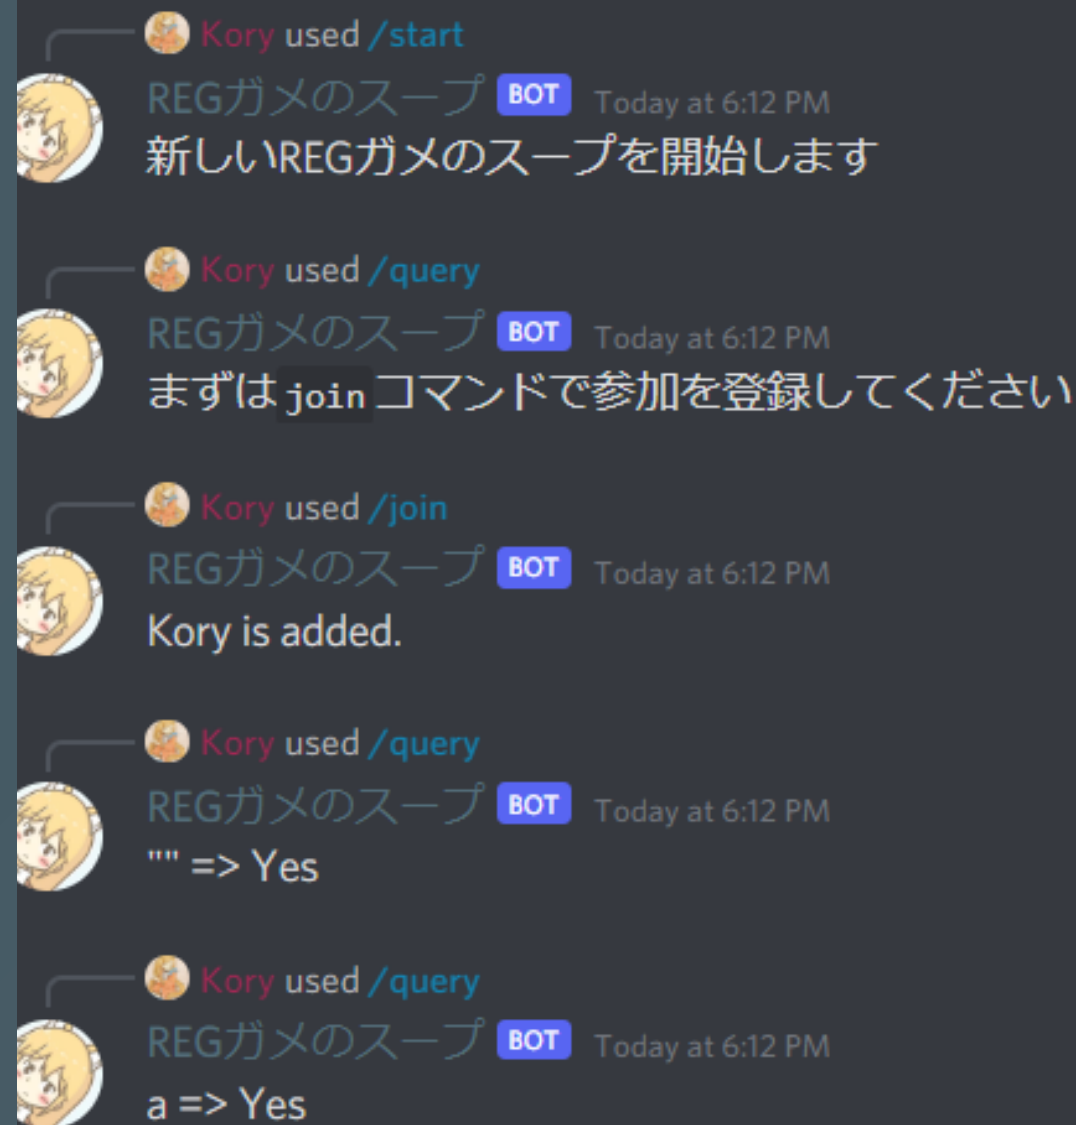 Kory used /start
REGガメのスープ BOT Today at 6:12 PM
新しいREGガメのスープを開始します
Kory used /query
REGガメのスープ BOT Today at 6:12 PM
まずはjoinコマンドで参加を登録してください
Kory used /join
REGガメのスープ BOT Today at 6:12 PM
Kory is added.
Kory used /query
REGガメのスープ BOT Today at 6:12 PM
"" => Yes
Kory used /query
REGガメのスープ BOT Today at 6:12 PM
a => Yes